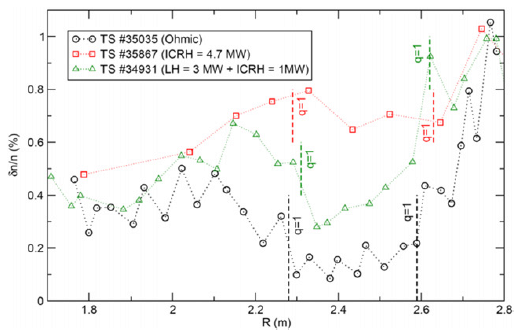 TS #35035 (Ohmic)
TS #35867 (ICRH = 4.7 MW)
TS #34931 (LH = 3 MW + ICRH = 1MW)
δn/n (%)
1
0.8
0.6
0.4
0.2
0
q=1
q=1
q=1
q=1
q=1
q=1
1.8
2
2.2
2.4
2.6
2.8
R (m)